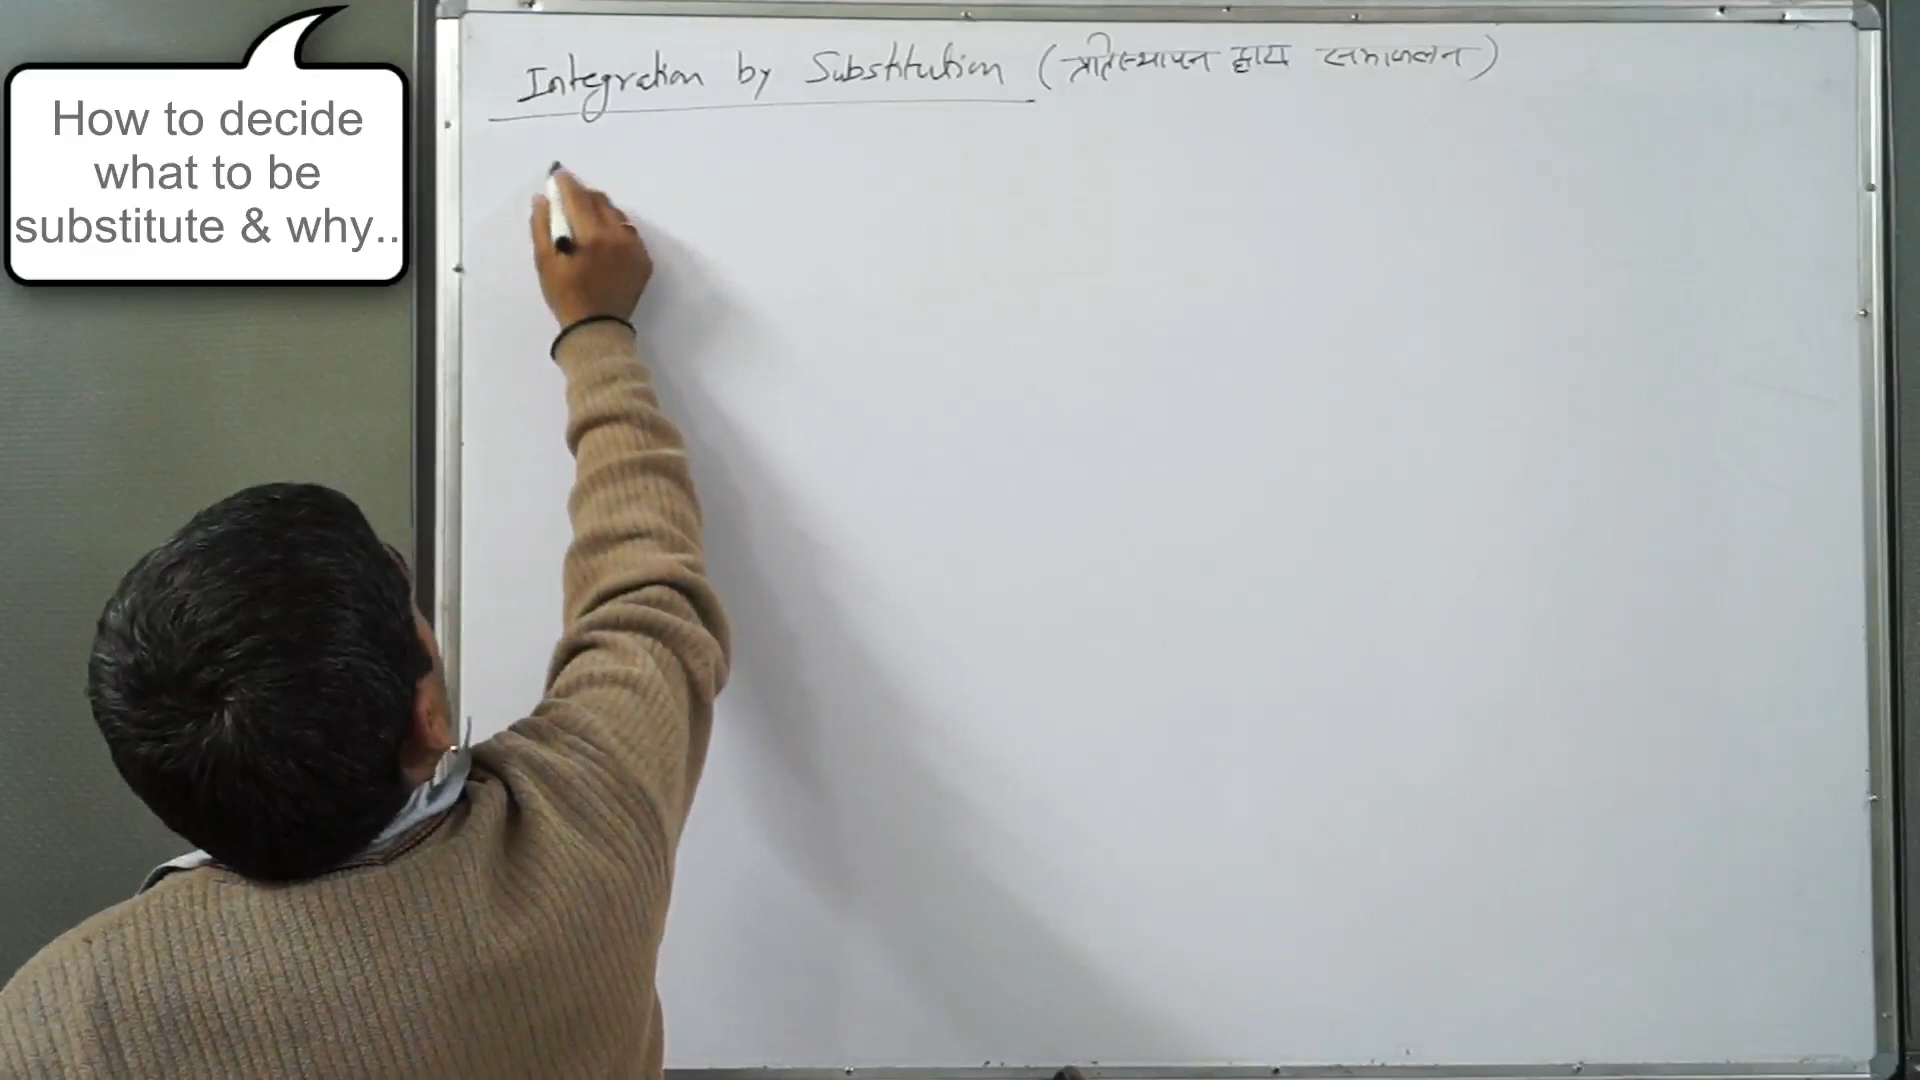 How to decide
what to be
substitute & why..
Integration by Substitution (प्रतिस्थापन द्वारा समाकलन)